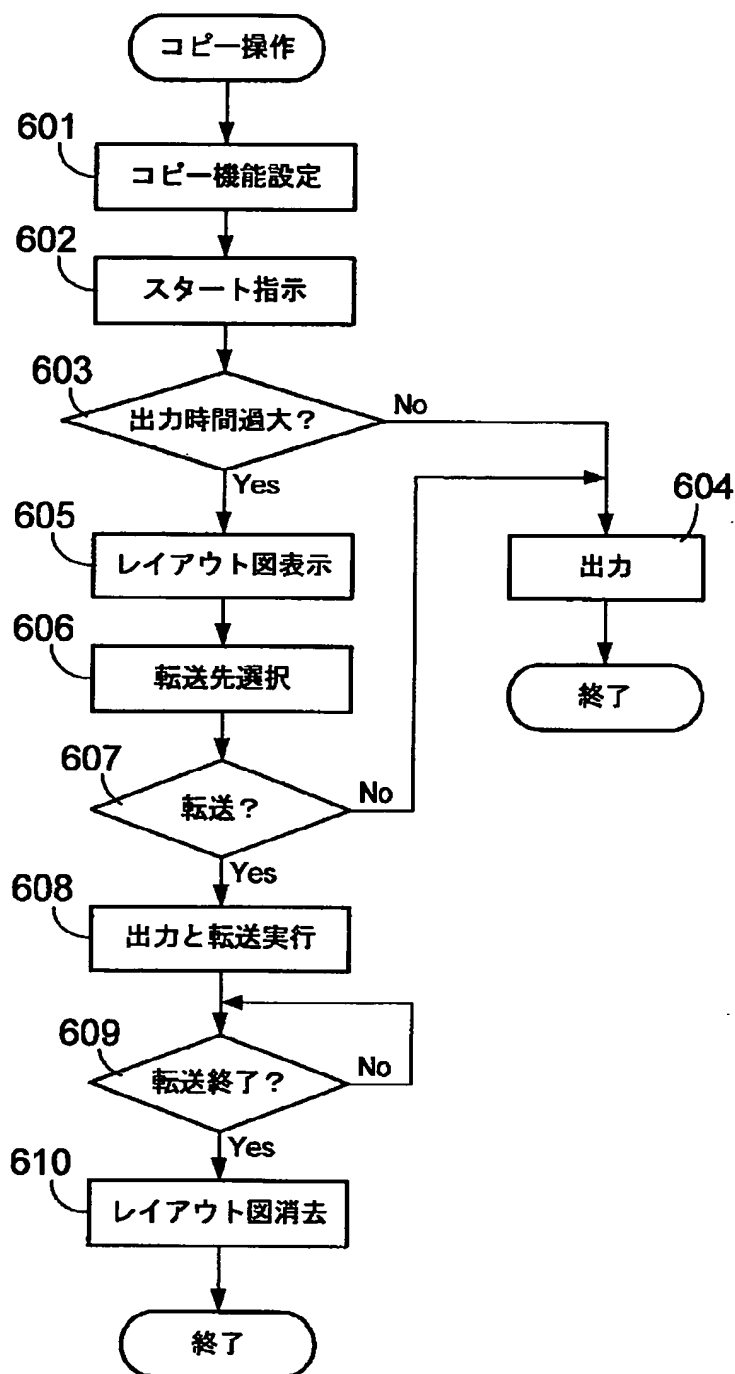 コピー操作
601
コピー機能設定
602
スタート指示
603
出力時間過大?
No
Yes
604
出力
終了
605
レイアウト図表示
606
転送先選択
607
転送?
No
Yes
608
出力と転送実行
609
転送終了?
No
Yes
610
レイアウト図消去
終了